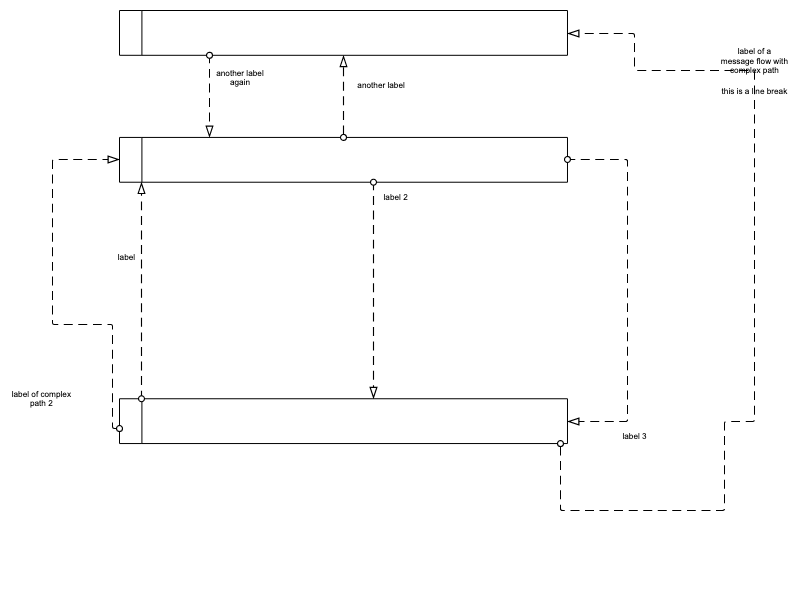 label of a
message flow with
complex path
this is a line break
another label
again
another label
label 2
label
label of complex
path 2
label 3